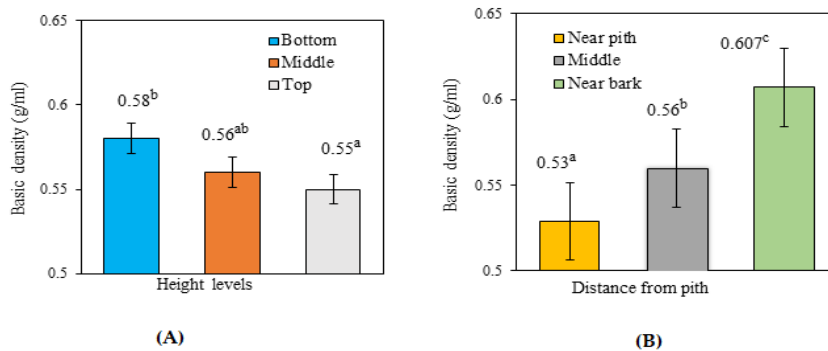 0.65
0.6
0.55
0.5
Basic density (g/ml)
Bottom
Middle
Top
0.58b
0.56ab
0.55a
Height levels
(A)
0.65
0.6
0.55
0.5
Basic density (g/ml)
Near pith
Middle
Near bark
0.53a
0.56b
0.607c
Distance from pith
(B)